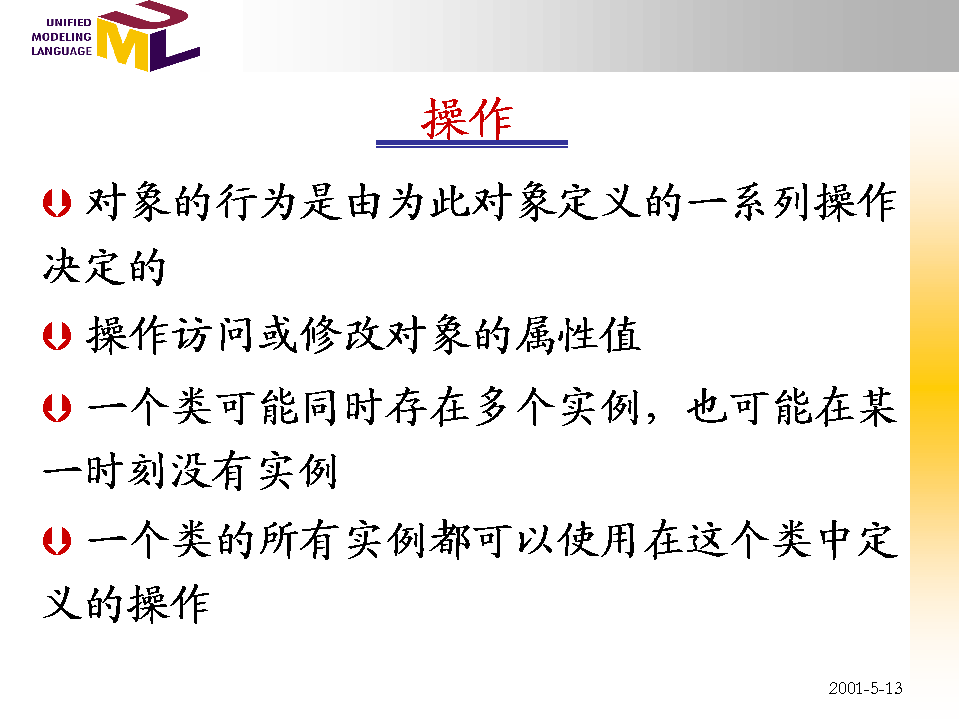 UNIFIED
MODELING
LANGUAGE
UML
操作
对象的行为是由为此对象定义的一系列操作
决定的
操作访问或修改对象的属性值
一个类可能同时存在多个实例，也可能在某
一时刻没有实例
一个类的所有实例都可以使用在这个类中定
义的操作
2001-5-13